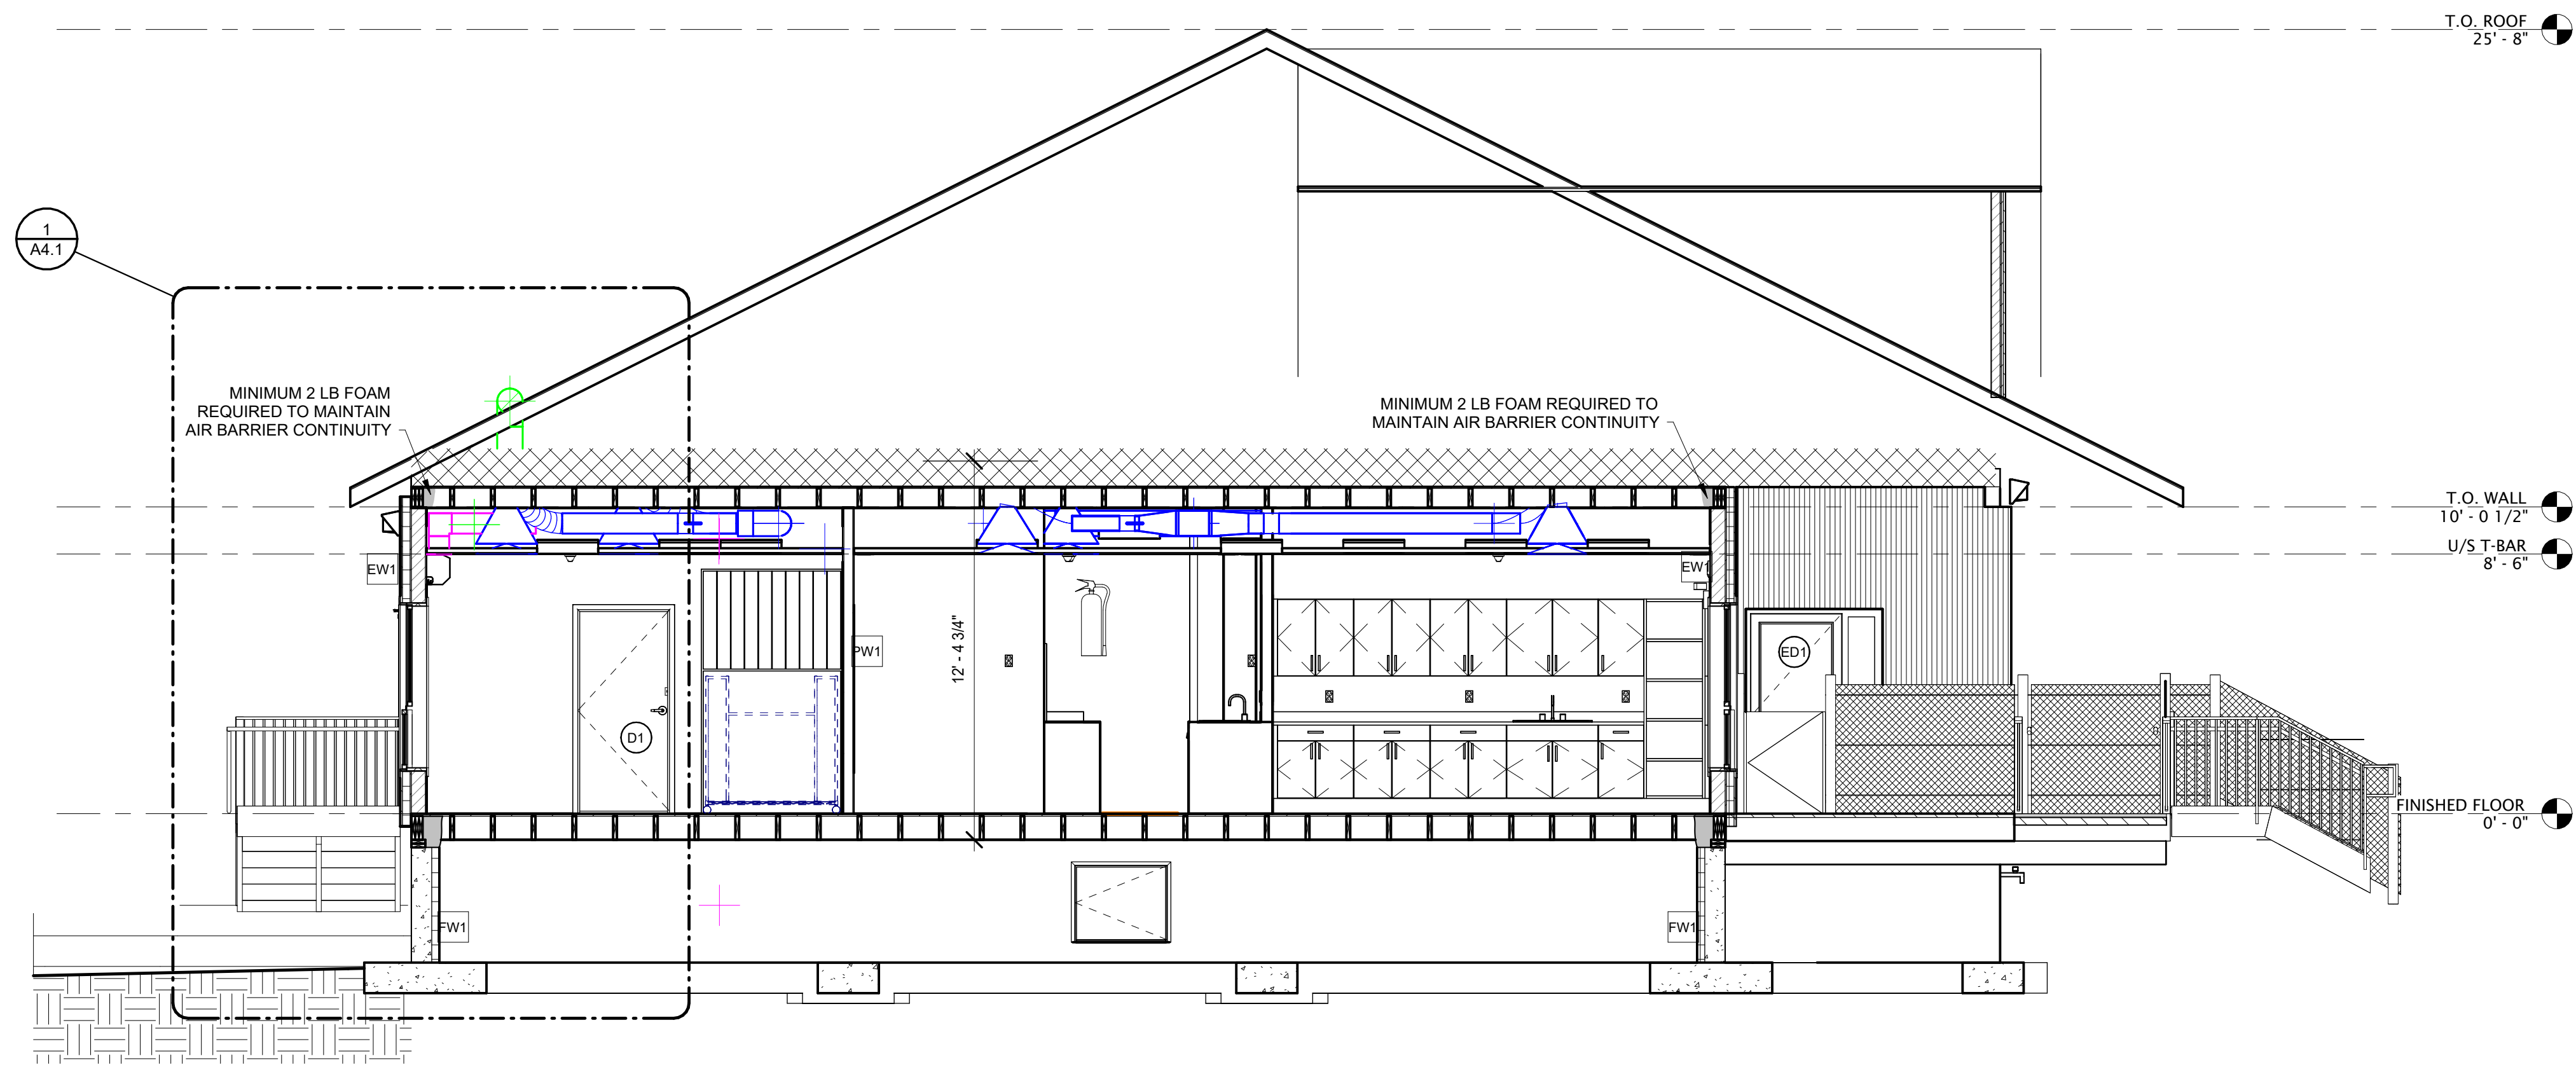 T.O. ROOF
25' - 8"
1
A4.1
MINIMUM 2 LB FOAM
REQUIRED TO MAINTAIN
AIR BARRIER CONTINUITY
MINIMUM 2 LB FOAM REQUIRED TO
MAINTAIN AIR BARRIER CONTINUITY
T.O. WALL
10' - 0 1/2"
U/S T-BAR
8' - 6"
EW1
EW1
PW1
12' - 4 3/4"
ED1
D1
FINISHED FLOOR
0' - 0"
FW1
FW1